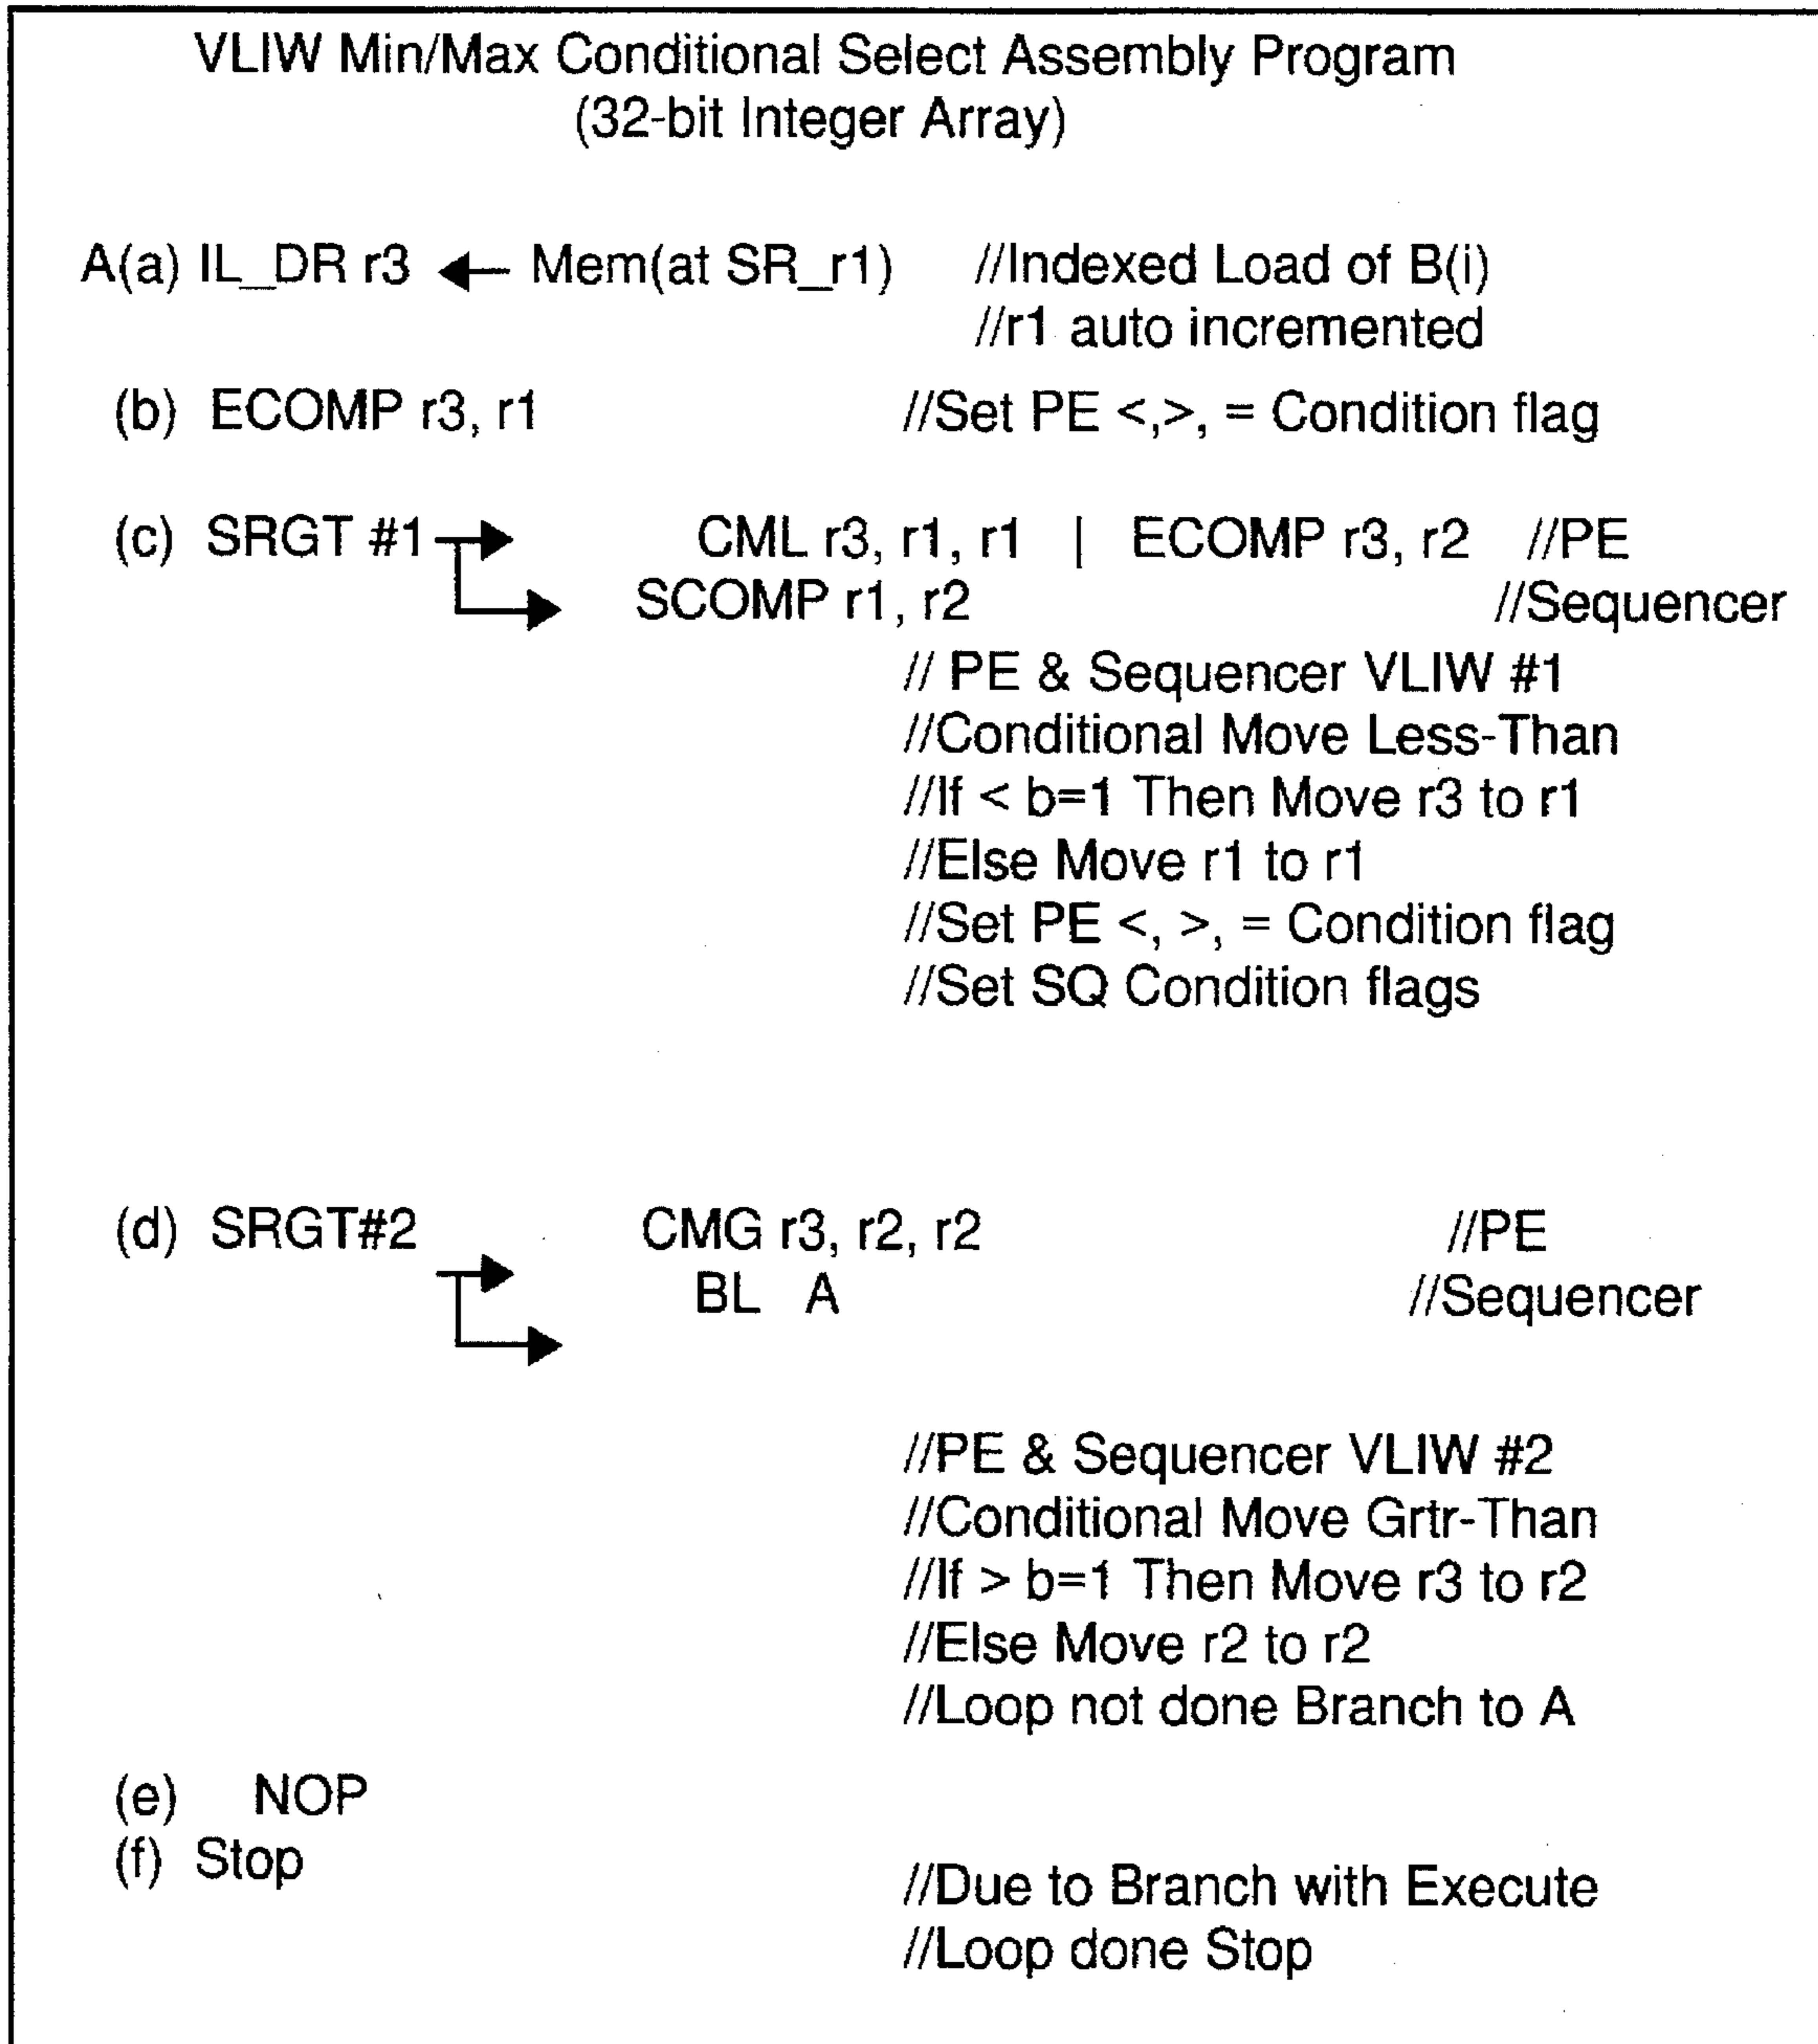 VLIW Min/Max Conditional Select Assembly Program
(32-bit Integer Array)
A(a) IL_DR r3 ← Mem(at SR_r1) //Indexed Load of B(i)
//r1 auto incremented
(b) ECOMP r3, r1 //Set PE <,>, = Condition flag
(c) SRGT #1 CML r3, r1, r1 | ECOMP r3, r2 //PE
SCOMP r1, r2 //Sequencer
// PE & Sequencer VLIW #1
//Conditional Move Less-Than
//If < b=1 Then Move r3 to r1
//Else Move r1 to r1
//Set PE <, >, = Condition flag
//Set SQ Condition flags
(d) SRGT#2 CMG r3, r2, r2 //PE
BL A //Sequencer
//PE & Sequencer VLIW #2
//Conditional Move Grtr-Than
//If > b=1 Then Move r3 to r2
//Else Move r2 to r2
//Loop not done Branch to A
(e) NOP
(f) Stop
//Due to Branch with Execute
//Loop done Stop